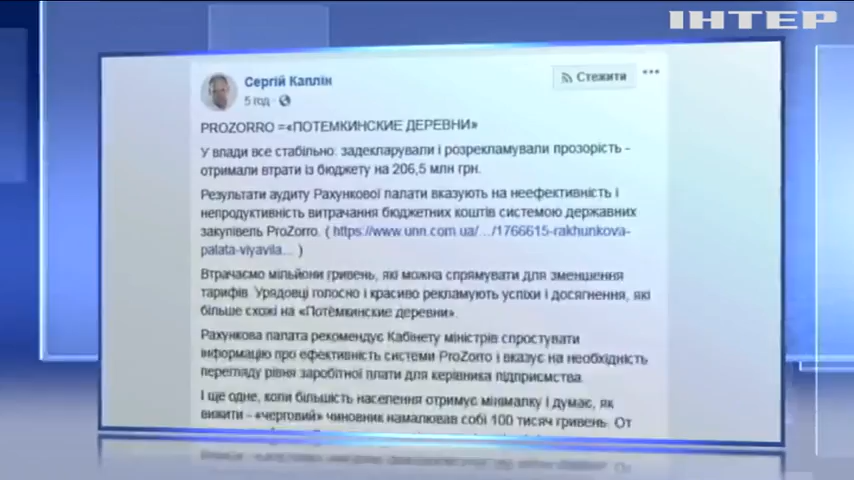 ІНТЕР
Сергій Каплін
5 год ·
Стежити
PROZORRO =«ПОТЕМКИНСКИЕ ДЕРЕВНИ»
У влади все стабільно: задекларували і розрекламували прозорість -
отримали втрати із бюджету на 206,5 млн грн.
Результати аудиту Рахункової палати вказують на неефективність і
непродуктивність витрачання бюджетних коштів системою державних
закупівель ProZorro. ( https://www.unn.com.ua/.../1766615-rakhunkova-
palata-viyavila... )
Втрачаємо мільйони гривень, які можна спрямувати для зменшення
тарифів. Урядовці голосно і красиво рекламують успіхи і досягнення, які
більше схожі на «Потёмкинские деревни».
Рахункова палата рекомендує Кабінету міністрів спростувати
інформацію про ефективність системи ProZorro і вказує на необхідність
перегляду рівня заробітної плати для керівника підприємства.
І ще одне, коли більшість населення отримує мінімалку і думає, як
вижити - «черговий» чиновник намалював собі 100 тисяч гривень. От